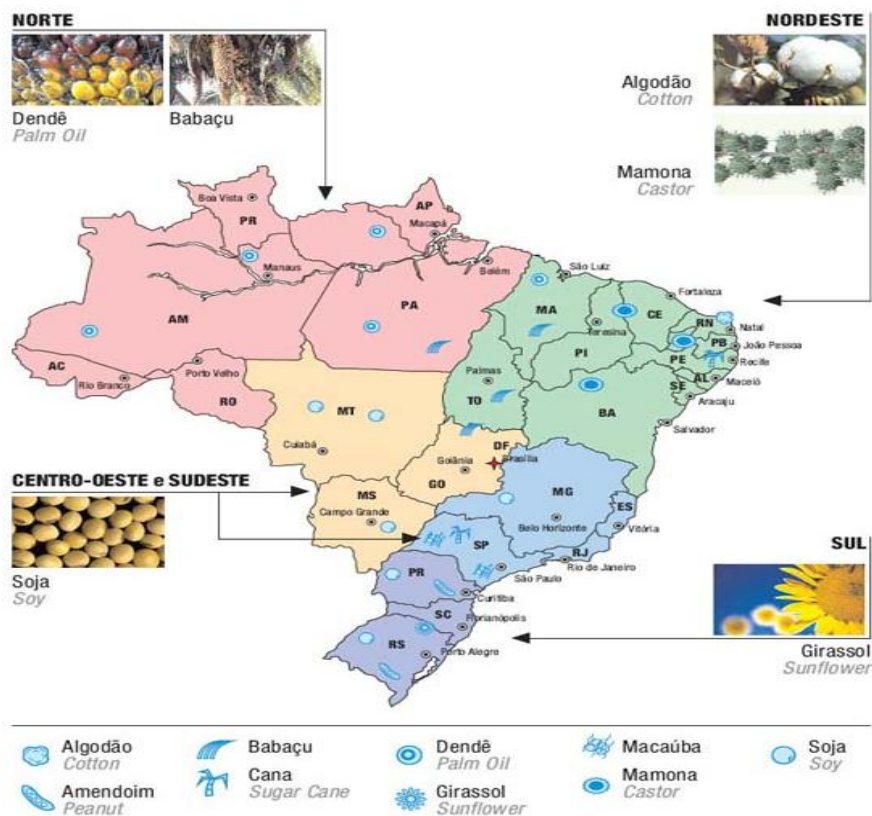 NORTE
Dendê
Palm Oil
Babaçu
NORDESTE
Algodão
Cotton
Mamona
Castor
Boa Vista
PR
AP
Macapá
Manaus
Belém
AM
PA
AC
Rio Branco
Porto Velho
RO
São Luiz
MA
Teresina
CE
Fortaleza
RN
Natal
PB
João Pessoa
PE
Recife
AL
Maceió
SE
Aracaju
PI
Palmas
TO
BA
Salvador
MT
Cuiabá
DF
Brasília
Goiânia
GO
MS
Campo Grande
MG
Belo Horizonte
ES
Vitória
SP
São Paulo
RJ
Rio de Janeiro
PR
Curitiba
SC
Florianópolis
RS
Porto Alegre
CENTRO-OESTE e SUDESTE
Soja
Soy
SUL
Girassol
Sunflower
Algodão
Cotton
Babaçu
Dendê
Palm Oil
Macaúba
Soja
Soy
Amendoim
Peanut
Cana
Sugar Cane
Girassol
Sunflower
Mamona
Castor